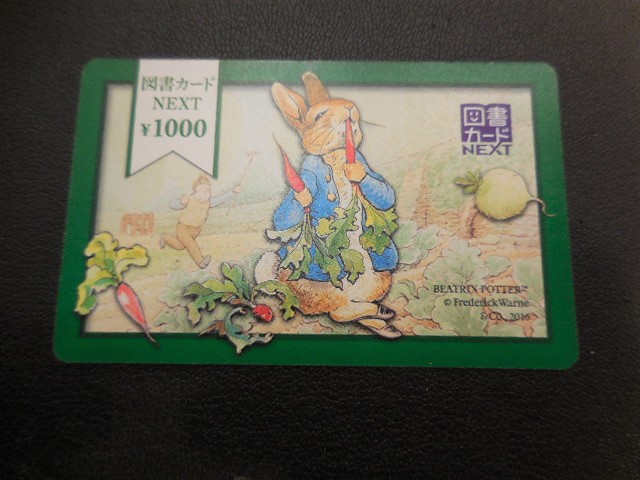 図書カード
NEXT
¥1000
図書
カード
NEXT
BEATRIX POTTER™
© Frederick Warne
& Co., 2016